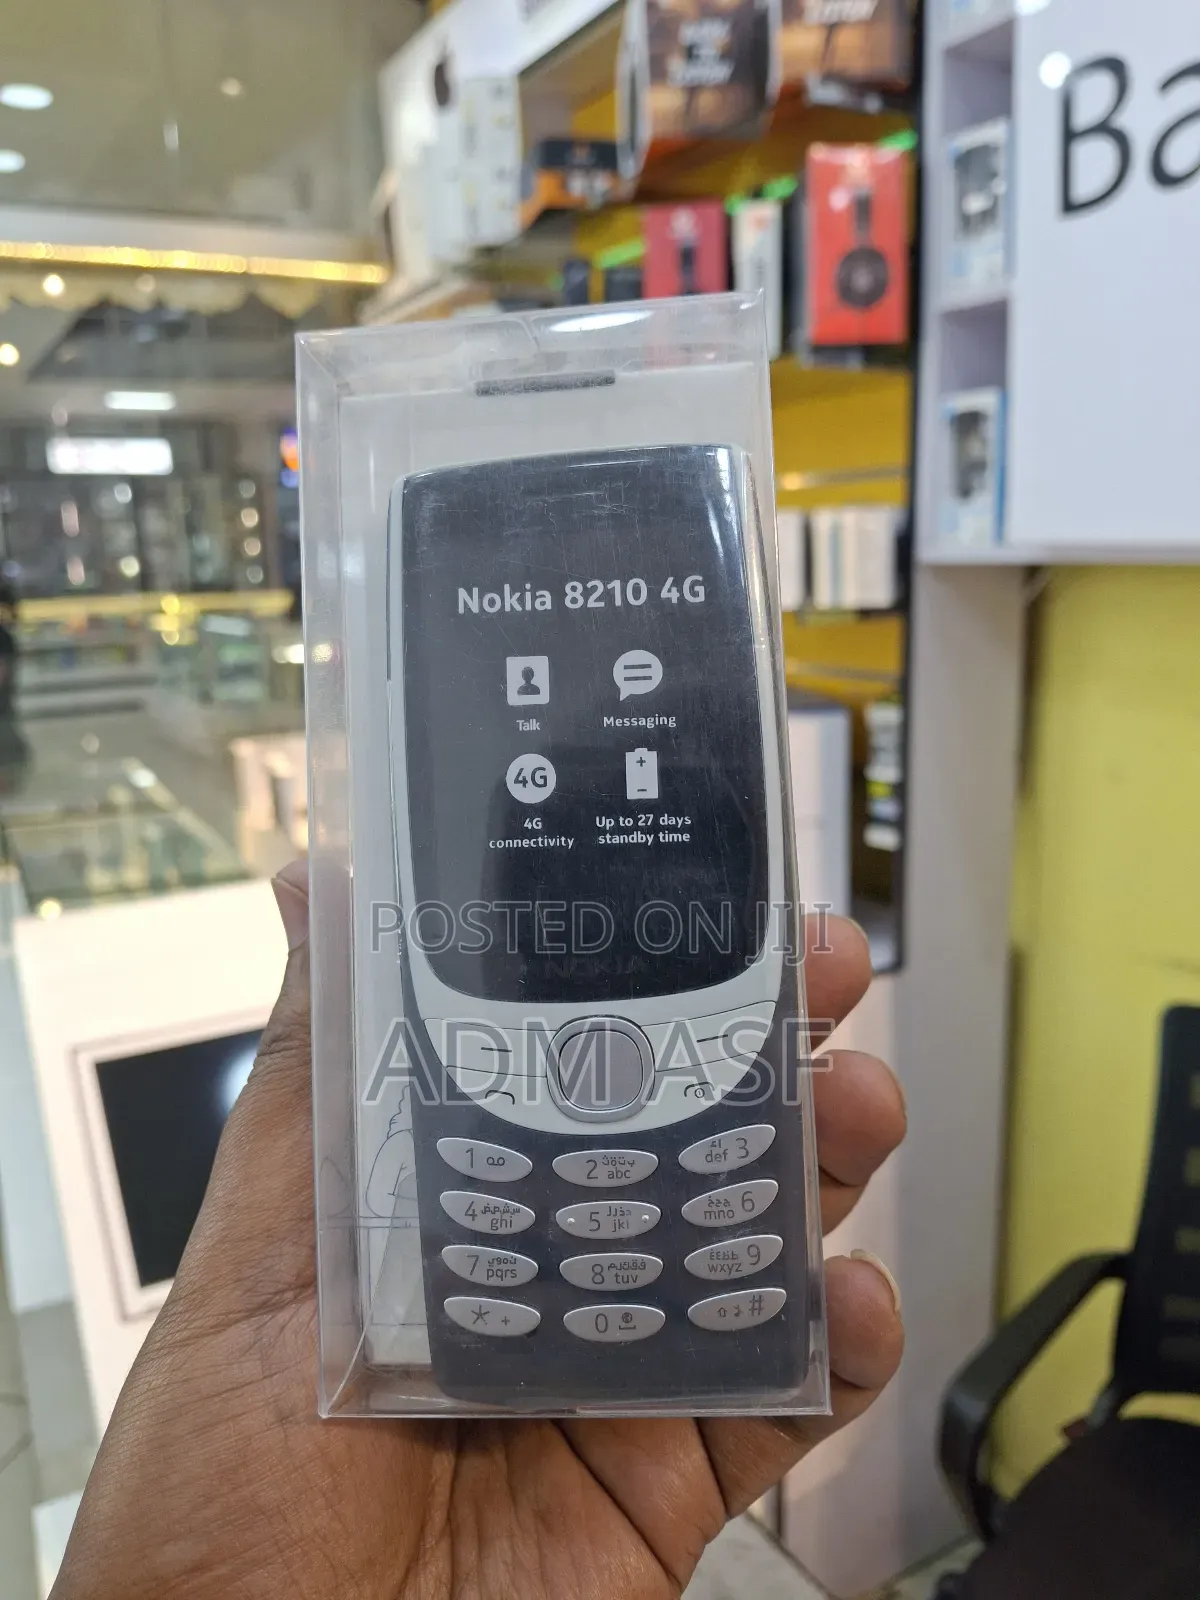 Ba
Nokia 8210 4G
Talk
Messaging
4G
4G
connectivity
+
-
Up to 27 days
standby time
POSTED ON JIJI
NOKIA
ADM ASF
1
2 abc
def 3
4 ghi
5 jkl
mno 6
7 pqrs
8 tuv
wxyz 9
* +
0
#